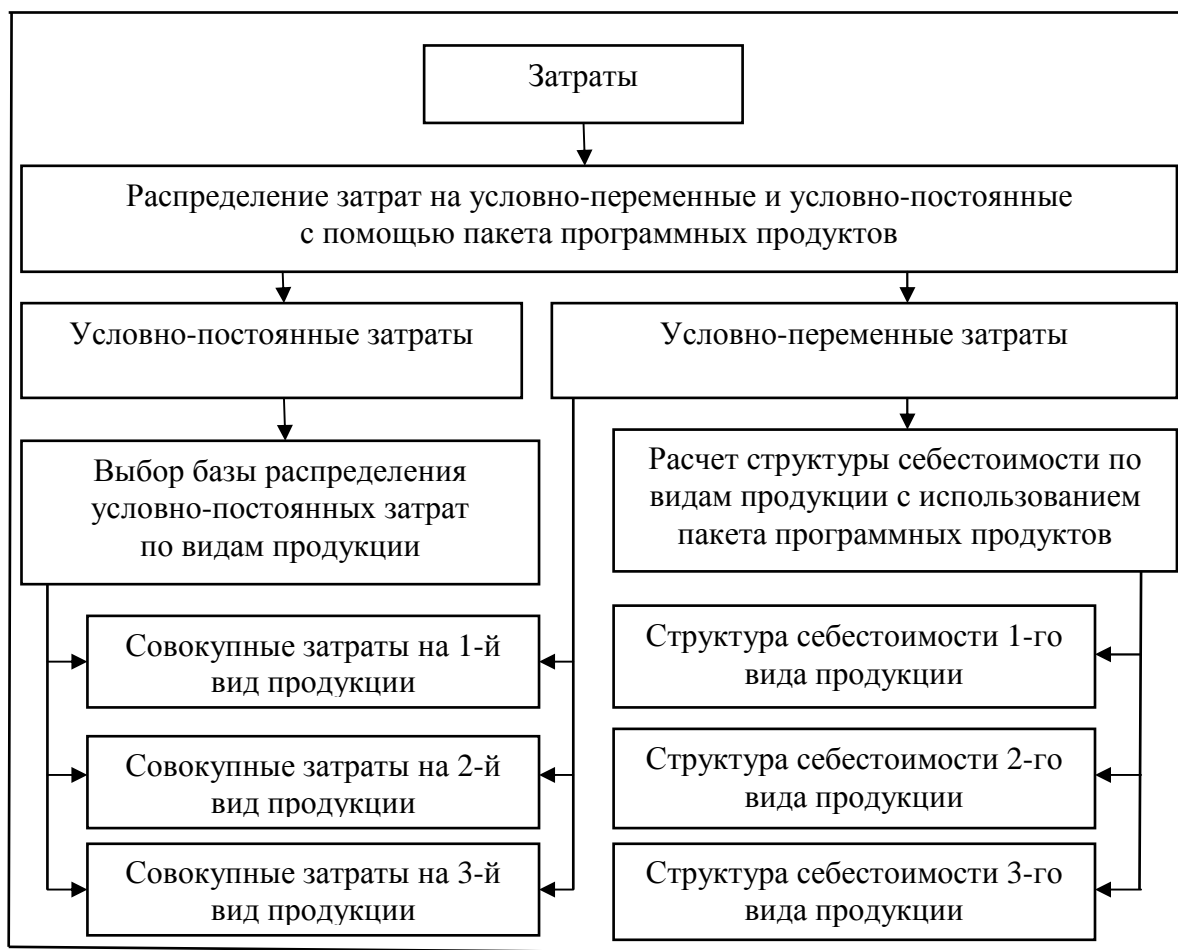 Затраты
Распределение затрат на условно-переменные и условно-постоянные
с помощью пакета программных продуктов
Условно-постоянные затраты
Условно-переменные затраты
Выбор базы распределения
условно-постоянных затрат
по видам продукции
Расчет структуры себестоимости по
видам продукции с использованием
пакета программных продуктов
Совокупные затраты на 1-й
вид продукции
Структура себестоимости 1-го
вида продукции
Совокупные затраты на 2-й
вид продукции
Структура себестоимости 2-го
вида продукции
Совокупные затраты на 3-й
вид продукции
Структура себестоимости 3-го
вида продукции